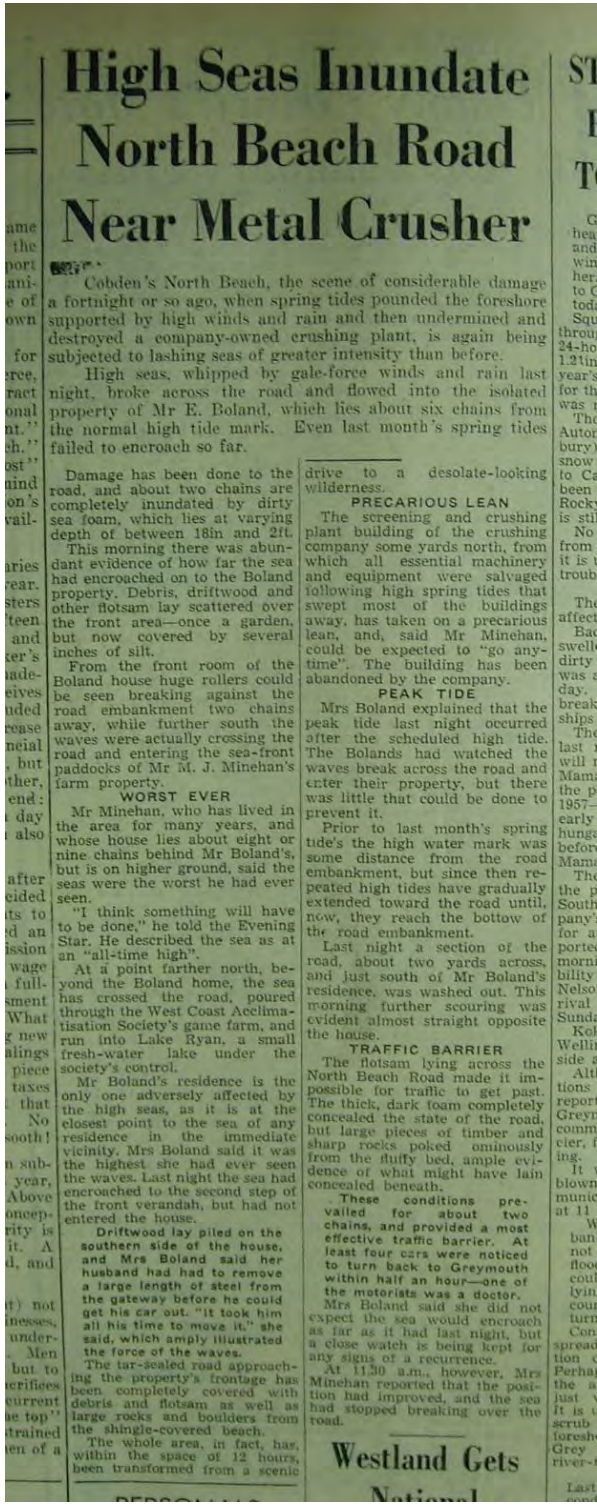 High Seas Inundate
North Beach Road
Near Metal Crusher
Cobden's North Beach, the scene of considerable damage
a fortnight or so ago, when spring tides pounded the foreshore
supported by high winds and rain and then undermined and
destroyed a company-owned crushing plant, is again being
subjected to lashing seas of greater intensity than before.
High seas, whipped by gale-force winds and rain last
night, broke across the road and flowed into the isolated
property of Mr E. Boland, which lies about six chains from
the normal high tide mark. Even last month's spring tides
failed to encroach so far.
Damage has been done to the
road, and about two chains are
completely inundated by dirty
sea foam, which lies at varying
depth of between 18in and 2ft.
This morning there was abun-
dant evidence of how far the sea
had encroached on to the Boland
property. Debris, driftwood and
other flotsam lay scattered over
the front area—once a garden,
but now covered by several
inches of silt.
From the front room of the
Boland house huge rollers could
be seen breaking against the
road embankment two chains
away, while further south the
waves were actually crossing the
road and entering the sea-front
paddocks of Mr M. J. Minehan's
farm property.
WORST EVER
Mr Minehan, who has lived in
the area for many years, and
whose house lies about eight or
nine chains behind Mr Boland's,
but is on higher ground, said the
seas were the worst he had ever
seen.
"I think something will have
to be done," he told the Evening
Star. He described the sea as at
an "all-time high".
At a point farther north, be-
yond the Boland home, the sea
has crossed the road, poured
through the West Coast Acclima-
tisation Society's game farm, and
run into Lake Ryan, a small
fresh-water lake under the
society's control.
Mr Boland's residence is the
only one adversely affected by
the high seas, as it is at the
closest point to the sea of any
residence in the immediate
vicinity. Mrs Boland said it was
the highest she had ever seen
the waves. Last night the sea had
encroached to the second step of
the front verandah, but had not
entered the house.
Driftwood lay piled on the
southern side of the house,
and Mrs Boland said her
husband had had to remove
a large length of steel from
the gateway before he could
get his car out. "It took him
all his time to move it." she
said, which amply illustrated
the force of the waves.
The tar-sealed road approach-
ing the property's frontage has
been completely covered with
debris and flotsam as well as
large rocks and boulders from
the shingle-covered beach.
The whole area, in fact, has,
within the space of 12 hours,
been transformed from a scenic
drive to a desolate-looking
wilderness.
PRECARIOUS LEAN
The screening and crushing
plant building of the crushing
company some yards north, from
which all essential machinery
and equipment were salvaged
following high spring tides that
swept most of the buildings
away, has taken on a precarious
lean, and, said Mr Minehan,
could be expected to "go any-
time". The building has been
abandoned by the company.
PEAK TIDE
Mrs Boland explained that the
peak tide last night occurred
after the scheduled high tide.
The Bolands had watched the
waves break across the road and
enter their property, but there
was little that could be done to
prevent it.
Prior to last month's spring
tide's the high water mark was
some distance from the road
embankment, but since then re-
peated high tides have gradually
extended toward the road until,
now, they reach the bottow of
the road embankment.
Last night a section of the
road, about two yards across,
and just south of Mr Boland's
residence, was washed out. This
morning further scouring was
evident almost straight opposite
the house.
TRAFFIC BARRIER
The flotsam lying across the
North Beach Road made it im-
possible for traffic to get past.
The thick, dark foam completely
concealed the state of the road,
but large pieces of timber and
sharp rocks poked ominously
from the fluffy bed, ample evi-
dence of what might have lain
concealed beneath.
These conditions pre-
vailed for about two
chains, and provided a most
effective traffic barrier. At
least four cars were noticed
to turn back to Greymouth
within half an hour—one of
the motorists was a doctor.
Mrs Boland said she did not
expect the sea would encroach
as far as it had last night, but
a close watch is being kept for
any signs of a recurrence.
At 11.30 a.m., however, Mrs
Minehan reported that the posi-
tion had improved, and the sea
had stopped breaking over the
road.
Westland Gets
National